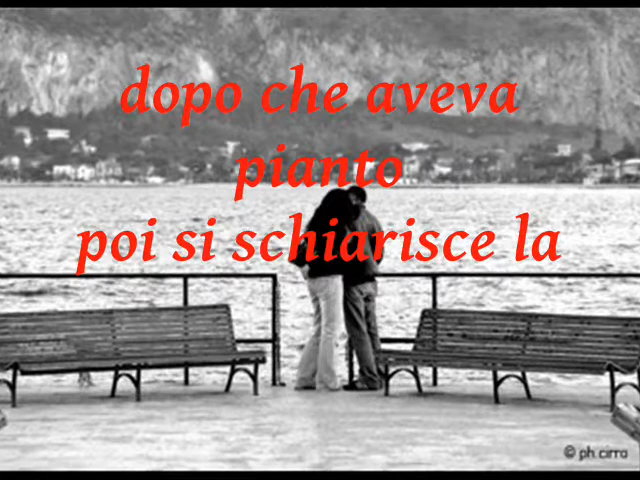 dopo che aveva
pianto
poi si schiarisce la
© ph.cirro